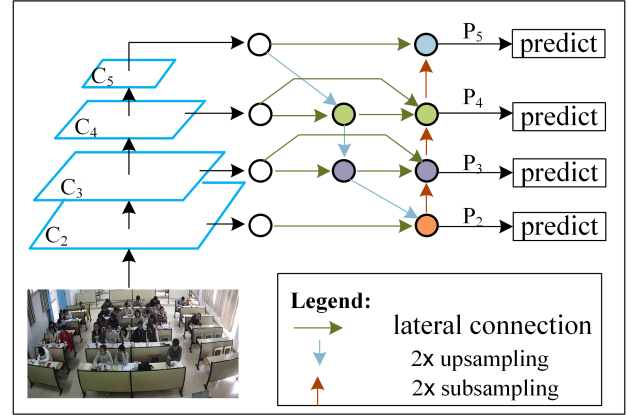 C5
P5
predict
C4
P4
predict
C3
P3
predict
C2
P2
predict
Legend:
lateral connection
2x upsampling
2x subsampling